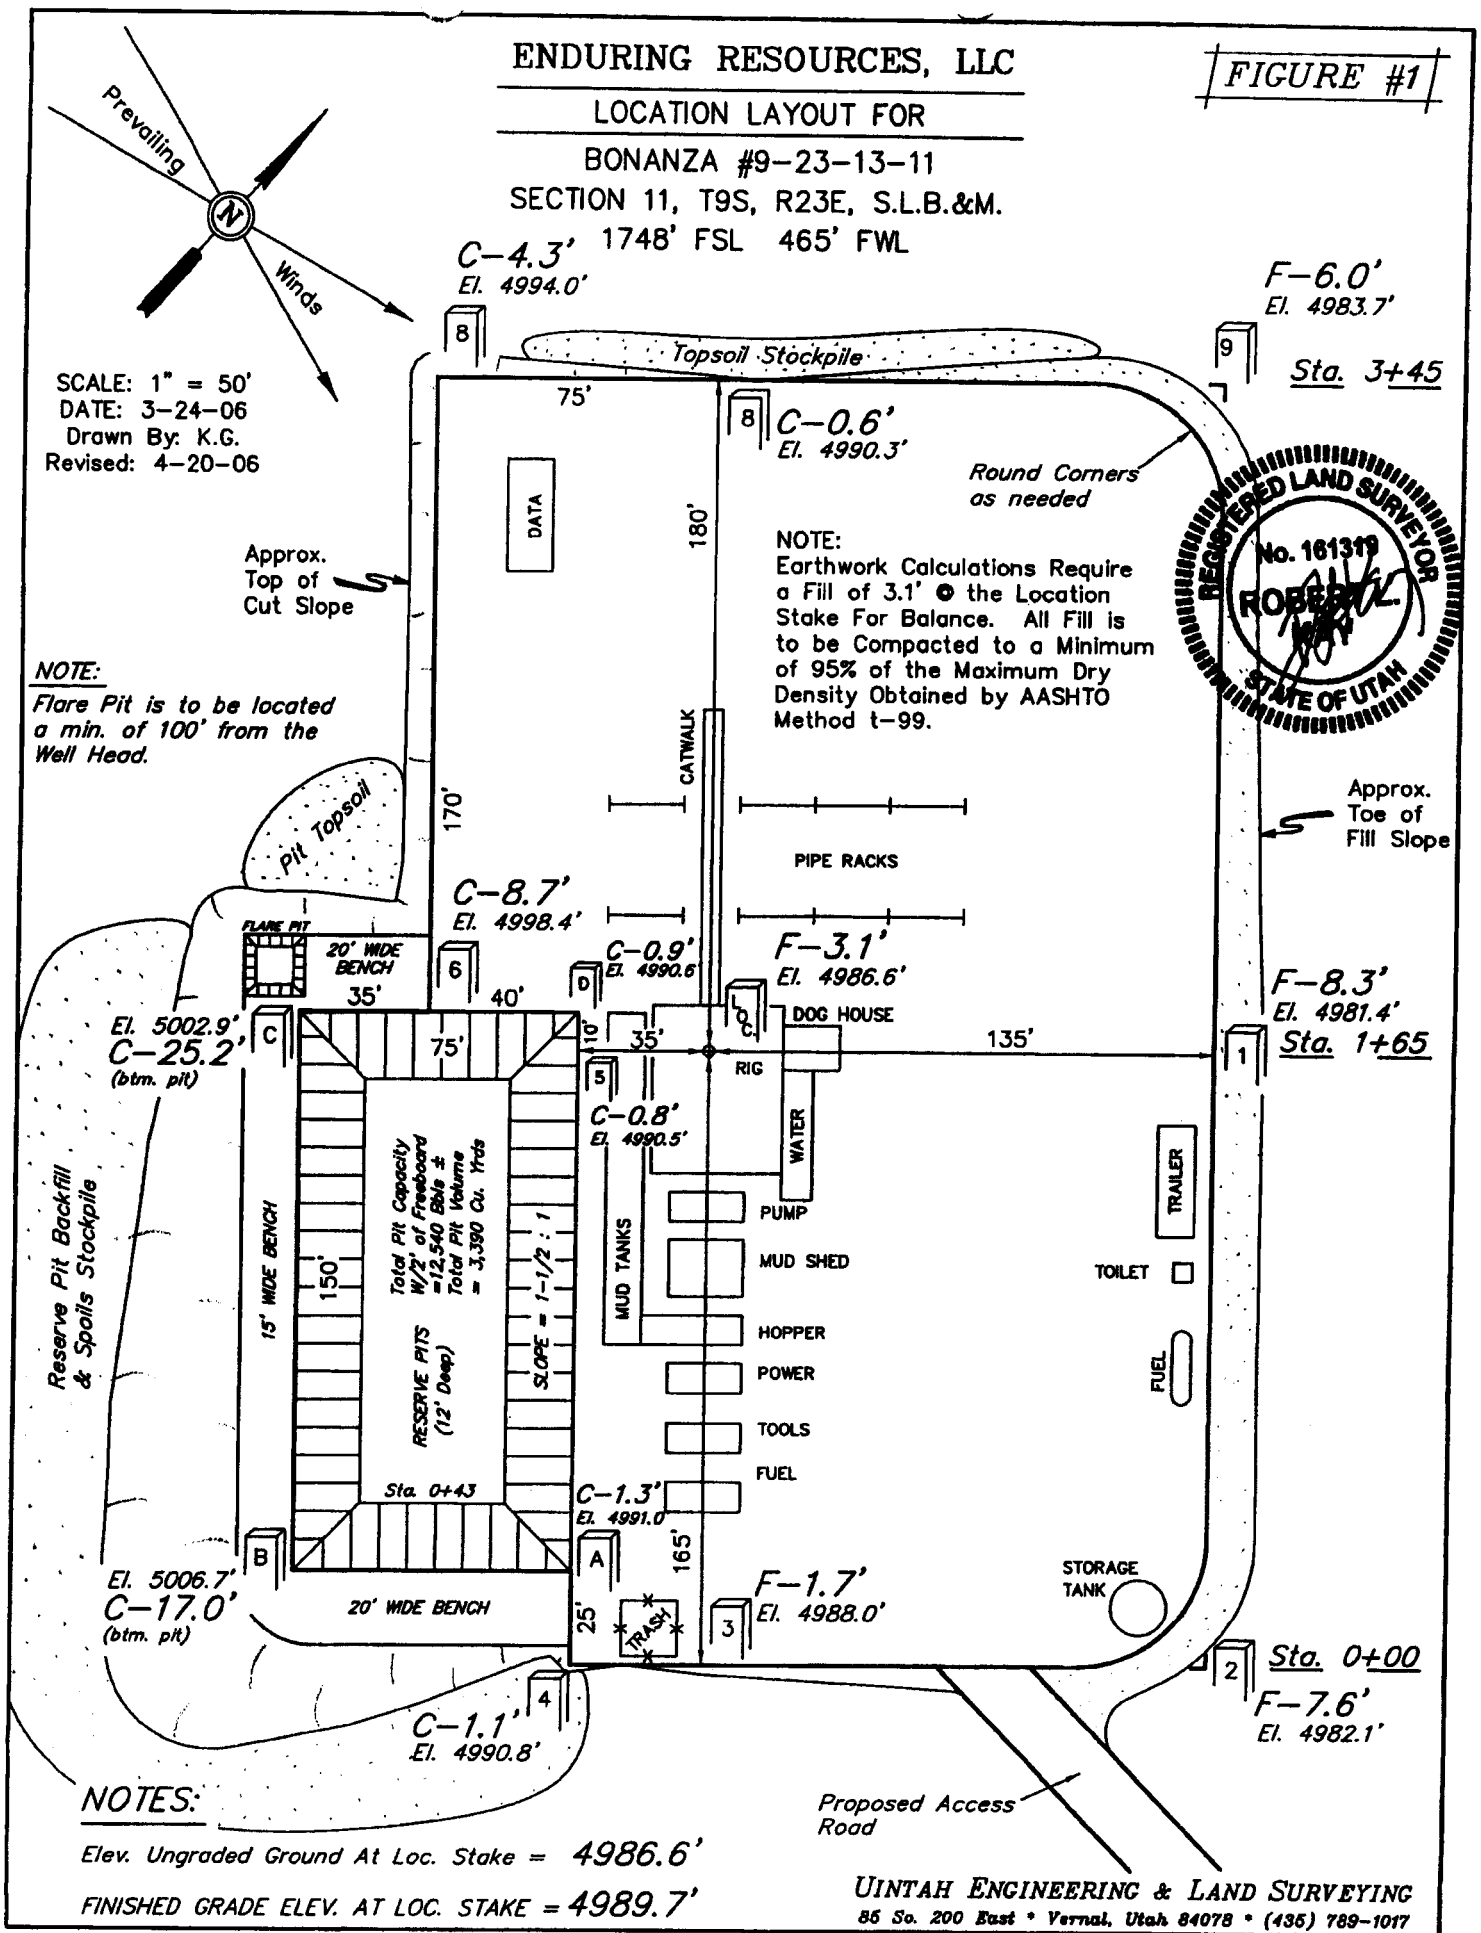 ENDURING RESOURCES, LLC
FIGURE #1
LOCATION LAYOUT FOR
BONANZA #9-23-13-11
SECTION 11, T9S, R23E, S.L.B.&M.
1748' FSL 465' FWL
Prevailing
Winds
N
SCALE: 1" = 50'
DATE: 3-24-06
Drawn By: K.G.
Revised: 4-20-06
C-4.3'
El. 4994.0'
8
Topsoil Stockpile
75'
F-6.0'
El. 4983.7'
9
Sta. 3+45
8
C-0.6'
El. 4990.3'
Round Corners
as needed
DATA
180'
Approx.
Top of
Cut Slope
NOTE:
Earthwork Calculations Require
a Fill of 3.1' @ the Location
Stake For Balance. All Fill is
to be Compacted to a Minimum
of 95% of the Maximum Dry
Density Obtained by AASHTO
Method t-99.
REGISTERED LAND SURVEYOR
No. 161319
ROBERT L.
KAY
STATE OF UTAH
NOTE:
Flare Pit is to be located
a min. of 100' from the
Well Head.
Pit Topsoil
170'
CATWALK
PIPE RACKS
Approx.
Toe of
Fill Slope
C-8.7'
El. 4998.4'
6
FLARE PIT
20' WIDE
BENCH
35'
40'
D
C-0.9'
El. 4990.6'
F-3.1'
El. 4986.6'
LOC.
DOG HOUSE
F-8.3'
El. 4981.4'
1
Sta. 1+65
El. 5002.9'
C-25.2'
(btm. pit)
C
75'
10'
35'
RIG
135'
5
C-0.8'
El. 4990.5'
WATER
TRAILER
TOILET
FUEL
PUMP
MUD SHED
MUD TANKS
HOPPER
POWER
TOOLS
FUEL
Reserve Pit Backfill
& Spoils Stockpile
15' WIDE BENCH
150'
Total Pit Capacity
W/2' of Freeboard
=12,540 Bbls ±
Total Pit Volume
= 3,390 Cu. Yrds
RESERVE PITS
(12' Deep)
SLOPE = 1-1/2 : 1
Sta. 0+43
C-1.3'
El. 4991.0'
A
B
El. 5006.7'
C-17.0'
(btm. pit)
20' WIDE BENCH
25'
TRASH
165'
3
F-1.7'
El. 4988.0'
STORAGE
TANK
2
Sta. 0+00
F-7.6'
El. 4982.1'
4
C-1.1'
El. 4990.8'
Proposed Access
Road
NOTES:
Elev. Ungraded Ground At Loc. Stake = 4986.6'
FINISHED GRADE ELEV. AT LOC. STAKE = 4989.7'
UINTAH ENGINEERING & LAND SURVEYING
85 So. 200 East * Vernal, Utah 84078 * (435) 789-1017